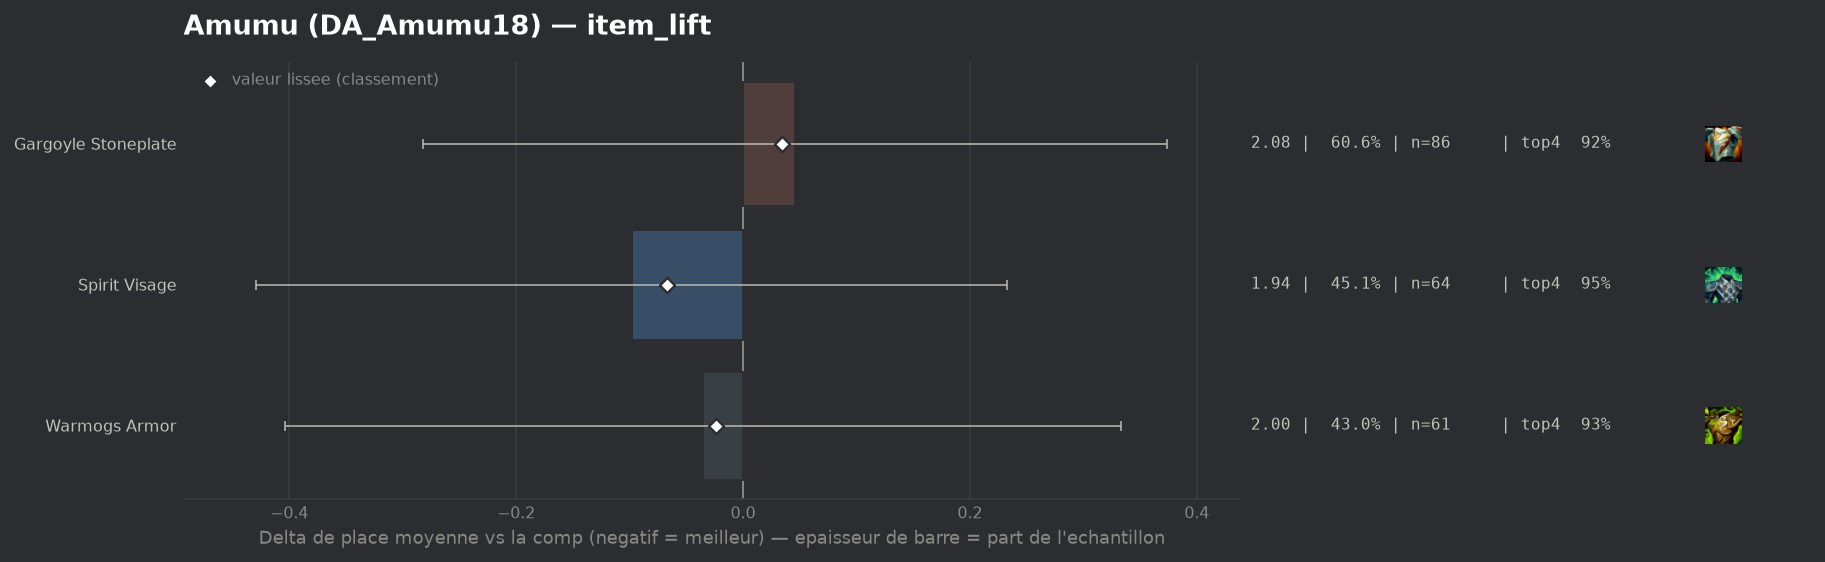 Amumu (DA_Amumu18) — item_lift
valeur lissee (classement)
Gargoyle Stoneplate
2.08 | 60.6% | n=86 | top4 92%
Spirit Visage
1.94 | 45.1% | n=64 | top4 95%
Warmogs Armor
2.00 | 43.0% | n=61 | top4 93%
−0.4 −0.2 0.0 0.2 0.4
Delta de place moyenne vs la comp (negatif = meilleur) — epaisseur de barre = part de l'echantillon